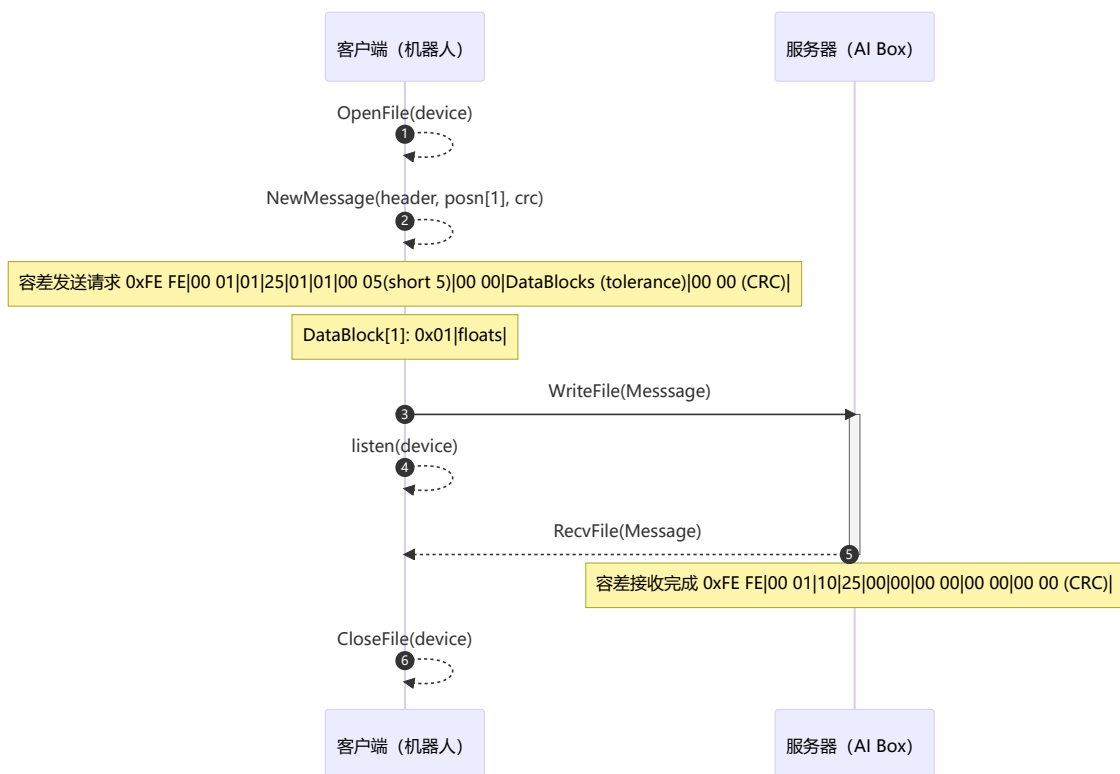 客户端（机器人）
服务器（AI Box）
OpenFile(device)
1
NewMessage(header, posn[1], crc)
2
容差发送请求 0xFE FE|00 01|01|25|01|01|00 05(short 5)|00 00|DataBlocks (tolerance)|00 00 (CRC)|
DataBlock[1]: 0x01|floats|
WriteFile(Messsage)
3
listen(device)
4
RecvFile(Message)
5
容差接收完成 0xFE FE|00 01|10|25|00|00|00 00|00 00|00 00 (CRC)|
CloseFile(device)
6
客户端（机器人）
服务器（AI Box）